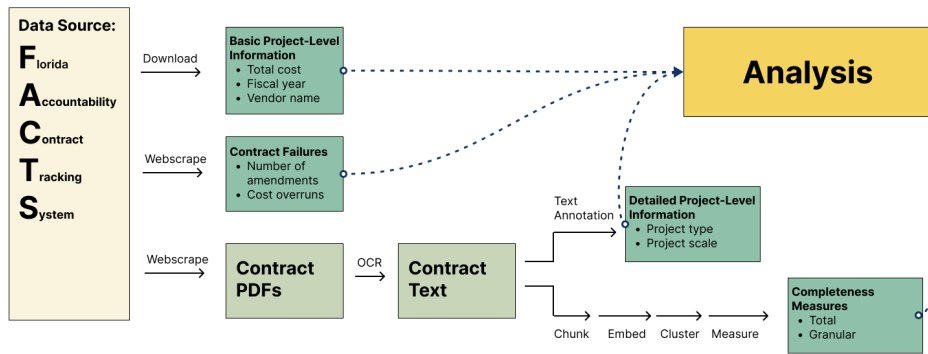 Data Source:
Florida
Accountability
Contract
Tracking
System
Download
Basic Project-Level
Information
• Total cost
• Fiscal year
• Vendor name
Analysis
Webscrape
Contract Failures
• Number of
amendments
• Cost overruns
Text
Annotation
Detailed Project-Level
Information
• Project type
• Project scale
Webscrape
Contract
PDFs
OCR
Contract
Text
Chunk
Embed
Cluster
Measure
Completeness
Measures
• Total
• Granular